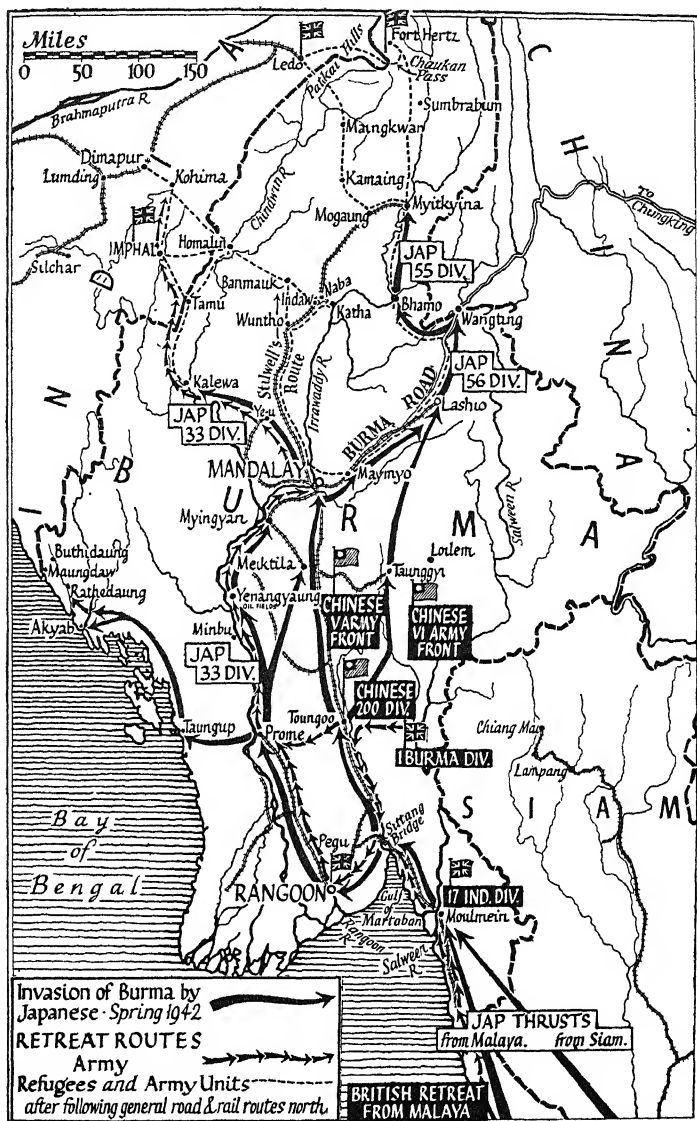 Miles
0 50 100 150
Fort Hertz
Ledo
Patkai Hills
Chaukan
Pass
Sumbrabum
Brahmaputra R
Maingkwan
Dimapur
Lumding
Kohima
Chindwin R
Kamaing
Mogaung
Myitkyina
To
Chungking
IMPHAL
Homalin
JAP
55 DIV.
Silchar
Banmauk
Naba
Indaw
Bhamo
Tamu
Wuntho
Katha
Wangting
Stilwell's
Route
Irrawaddy R
JAP
56 DIV.
Kalewa
Ye-u
JAP
33 DIV.
BURMA ROAD
Lashio
MANDALAY
Maymyo
Salween R
Myingyan
Buthidaung
Maungdaw
Rathedaung
Meiktila
Loilem
Taunggyi
Yenangyaung
OIL FIELDS
Akyab
Minbu
CHINESE
V ARMY
FRONT
CHINESE
VI ARMY
FRONT
JAP
33 DIV.
CHINESE
200 DIV.
Toungoo
Taungup
Prome
1 BURMA DIV.
Chiang Mai
Lampang
INDIA
BURMA
CHINA
SIAM
Bay
of
Bengal
Pegu
Sittang
Bridge
RANGOON
17 IND. DIV.
Gulf
of
Martaban
Moulmein
Rangoon
R
Salween
R.
Invasion of Burma by
Japanese · Spring 1942
RETREAT ROUTES
Army
Refugees and Army Units
after following general road & rail routes north
JAP THRUSTS
from Malaya. from Siam.
BRITISH RETREAT
FROM MALAYA